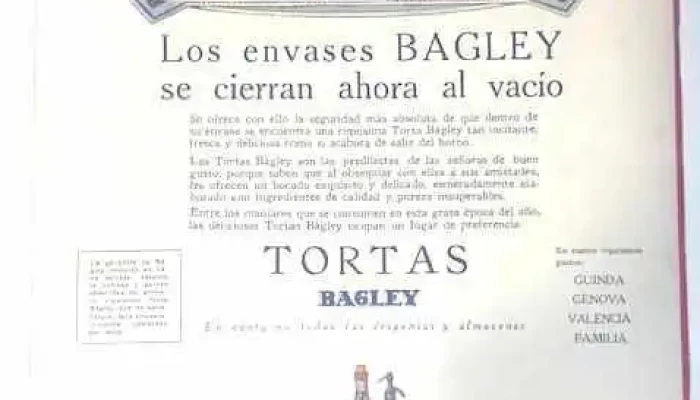 Los envases BAGLEY
se cierran ahora al vacío
Se ofrece con ello la seguridad más absoluta de que dentro de
su envase se encuentra una riquísima Torta Bagley tan incitante,
fresca y deliciosa como si acabara de salir del horno.
Las Tortas Bagley son las predilectas de las señoras de buen
gusto, porque saben que al obsequiar con ellas a sus amistades,
les ofrecen un bocado exquisito y delicado, esmeradamente ela-
borado con ingredientes de calidad y pureza insuperables.
Entre los manjares que se consumen en esta grata época del año,
las deliciosas Tortas Bagley ocupan un lugar de preferencia.
TORTAS
BAGLEY
En venta en todas las despensas y almacenes
En cuatro
GUINDA
GENOVA
VALENCIA
FAMILIA